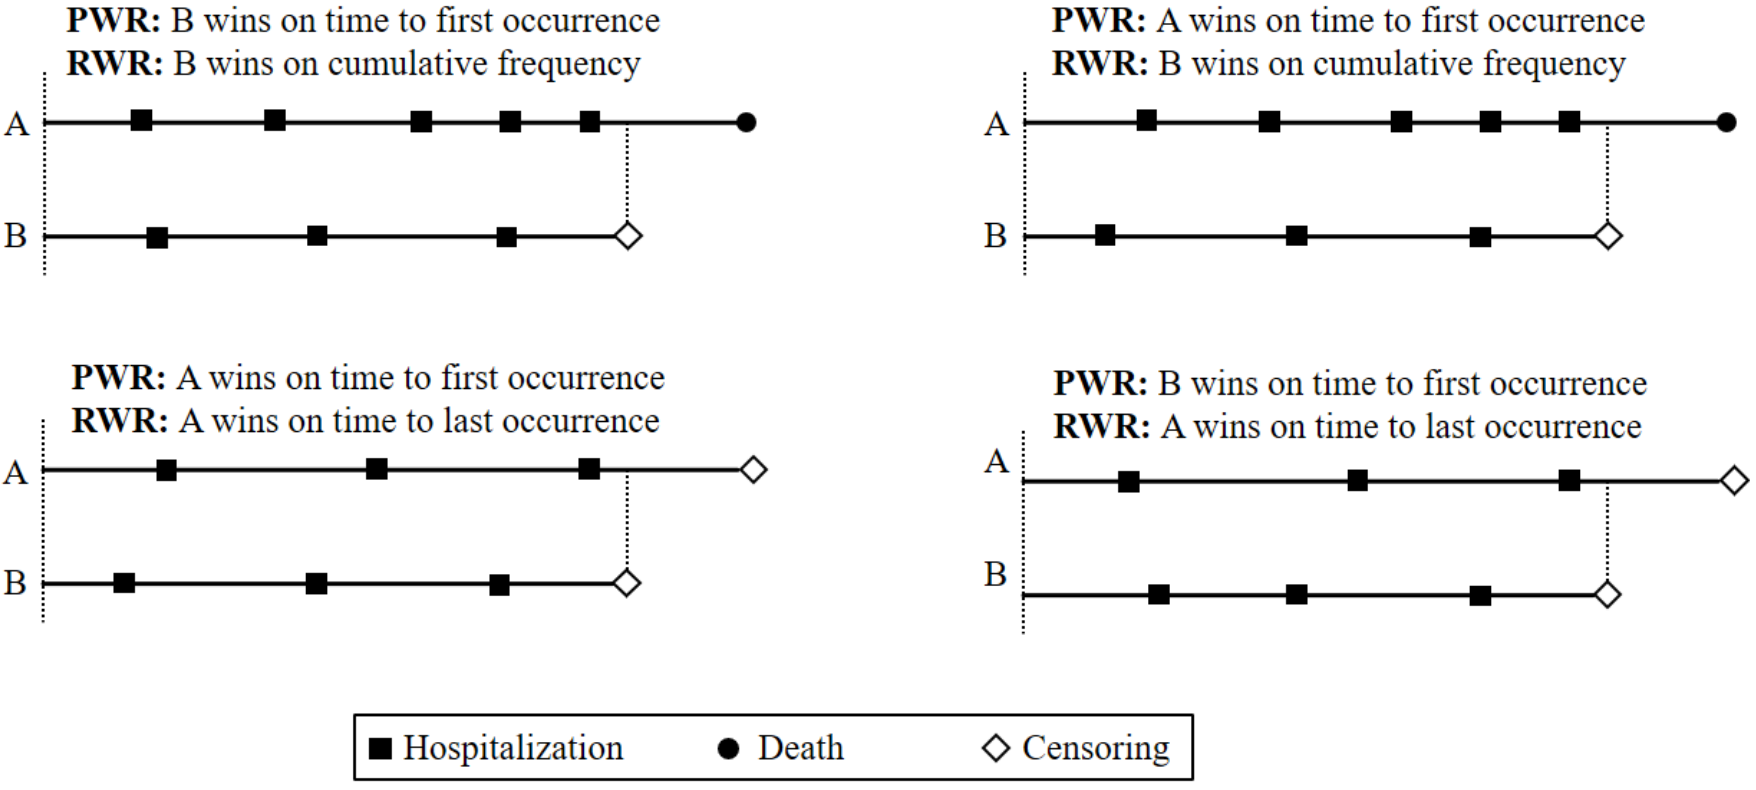 PWR: B wins on time to first occurrence
RWR: B wins on cumulative frequency
A
B
PWR: A wins on time to first occurrence
RWR: B wins on cumulative frequency
A
B
PWR: A wins on time to first occurrence
RWR: A wins on time to last occurrence
A
B
PWR: B wins on time to first occurrence
RWR: A wins on time to last occurrence
A
B
Hospitalization Death Censoring